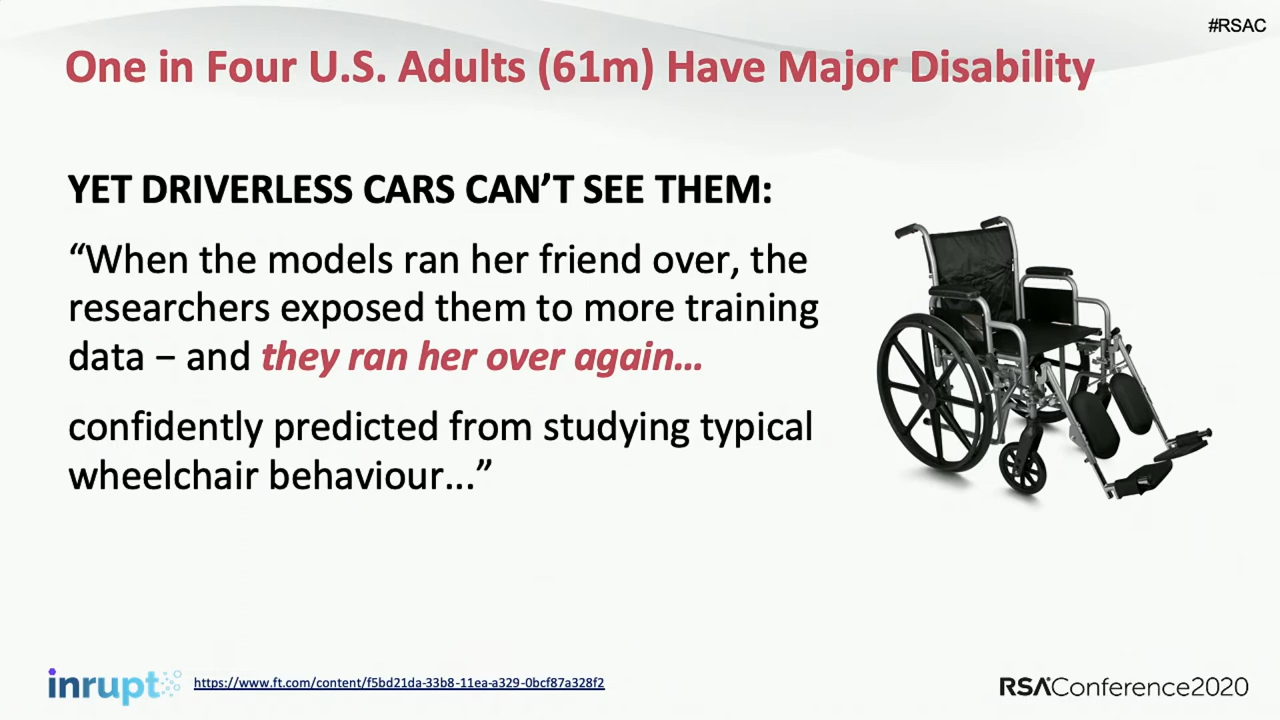 #RSAC
One in Four U.S. Adults (61m) Have Major Disability
YET DRIVERLESS CARS CAN’T SEE THEM:
“When the models ran her friend over, the
researchers exposed them to more training
data – and they ran her over again…
confidently predicted from studying typical
wheelchair behaviour…”
inrupt
https://www.ft.com/content/f5bd21da-33b8-11ea-a329-0bcf87a328f2
RSAConference2020